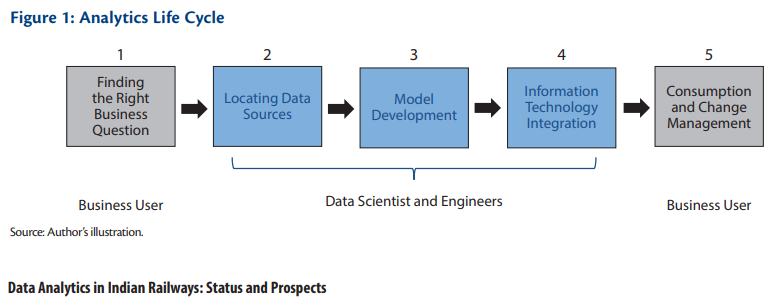 Figure 1: Analytics Life Cycle
1
Finding
the Right
Business
Question
2
Locating Data
Sources
3
Model
Development
4
Information
Technology
Integration
5
Consumption
and Change
Management
Business User
Data Scientist and Engineers
Business User
Source: Author’s illustration.
Data Analytics in Indian Railways: Status and Prospects